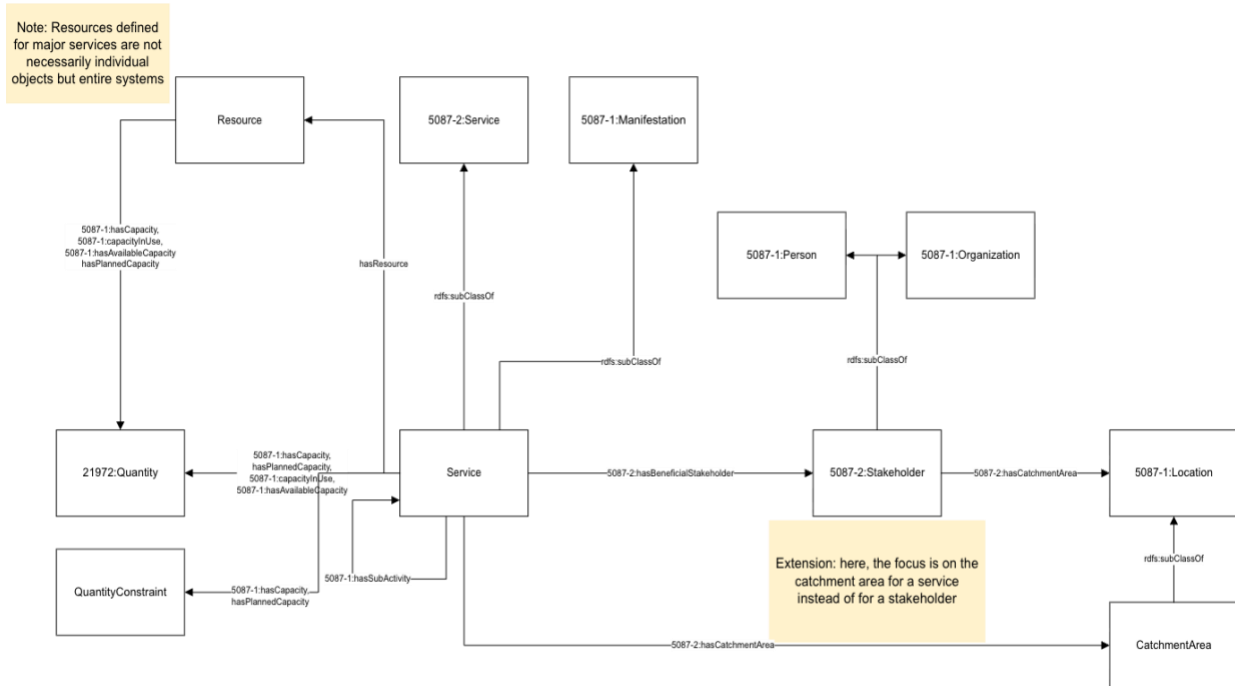 Note: Resources defined
for major services are not
necessarily individual
objects but entire systems
Resource
5087-2:Service
5087-1:Manifestation
5087-1:hasCapacity,
5087-1:capacityInUse,
5087-1:hasAvailableCapacity
hasPlannedCapacity
hasResource
rdfs:subClassOf
rdfs:subClassOf
5087-1:Person
5087-1:Organization
rdfs:subClassOf
21972:Quantity
5087-1:hasCapacity,
hasPlannedCapacity,
5087-1:capacityInUse,
5087-1:hasAvailableCapacity
Service
5087-2:hasBeneficialStakeholder
5087-2:Stakeholder
5087-2:hasCatchmentArea
5087-1:Location
QuantityConstraint
5087-1:hasCapacity,
hasPlannedCapacity
5087-1:hasSubActivity
Extension: here, the focus is on the
catchment area for a service
instead of for a stakeholder
rdfs:subClassOf
5087-2:hasCatchmentArea
CatchmentArea